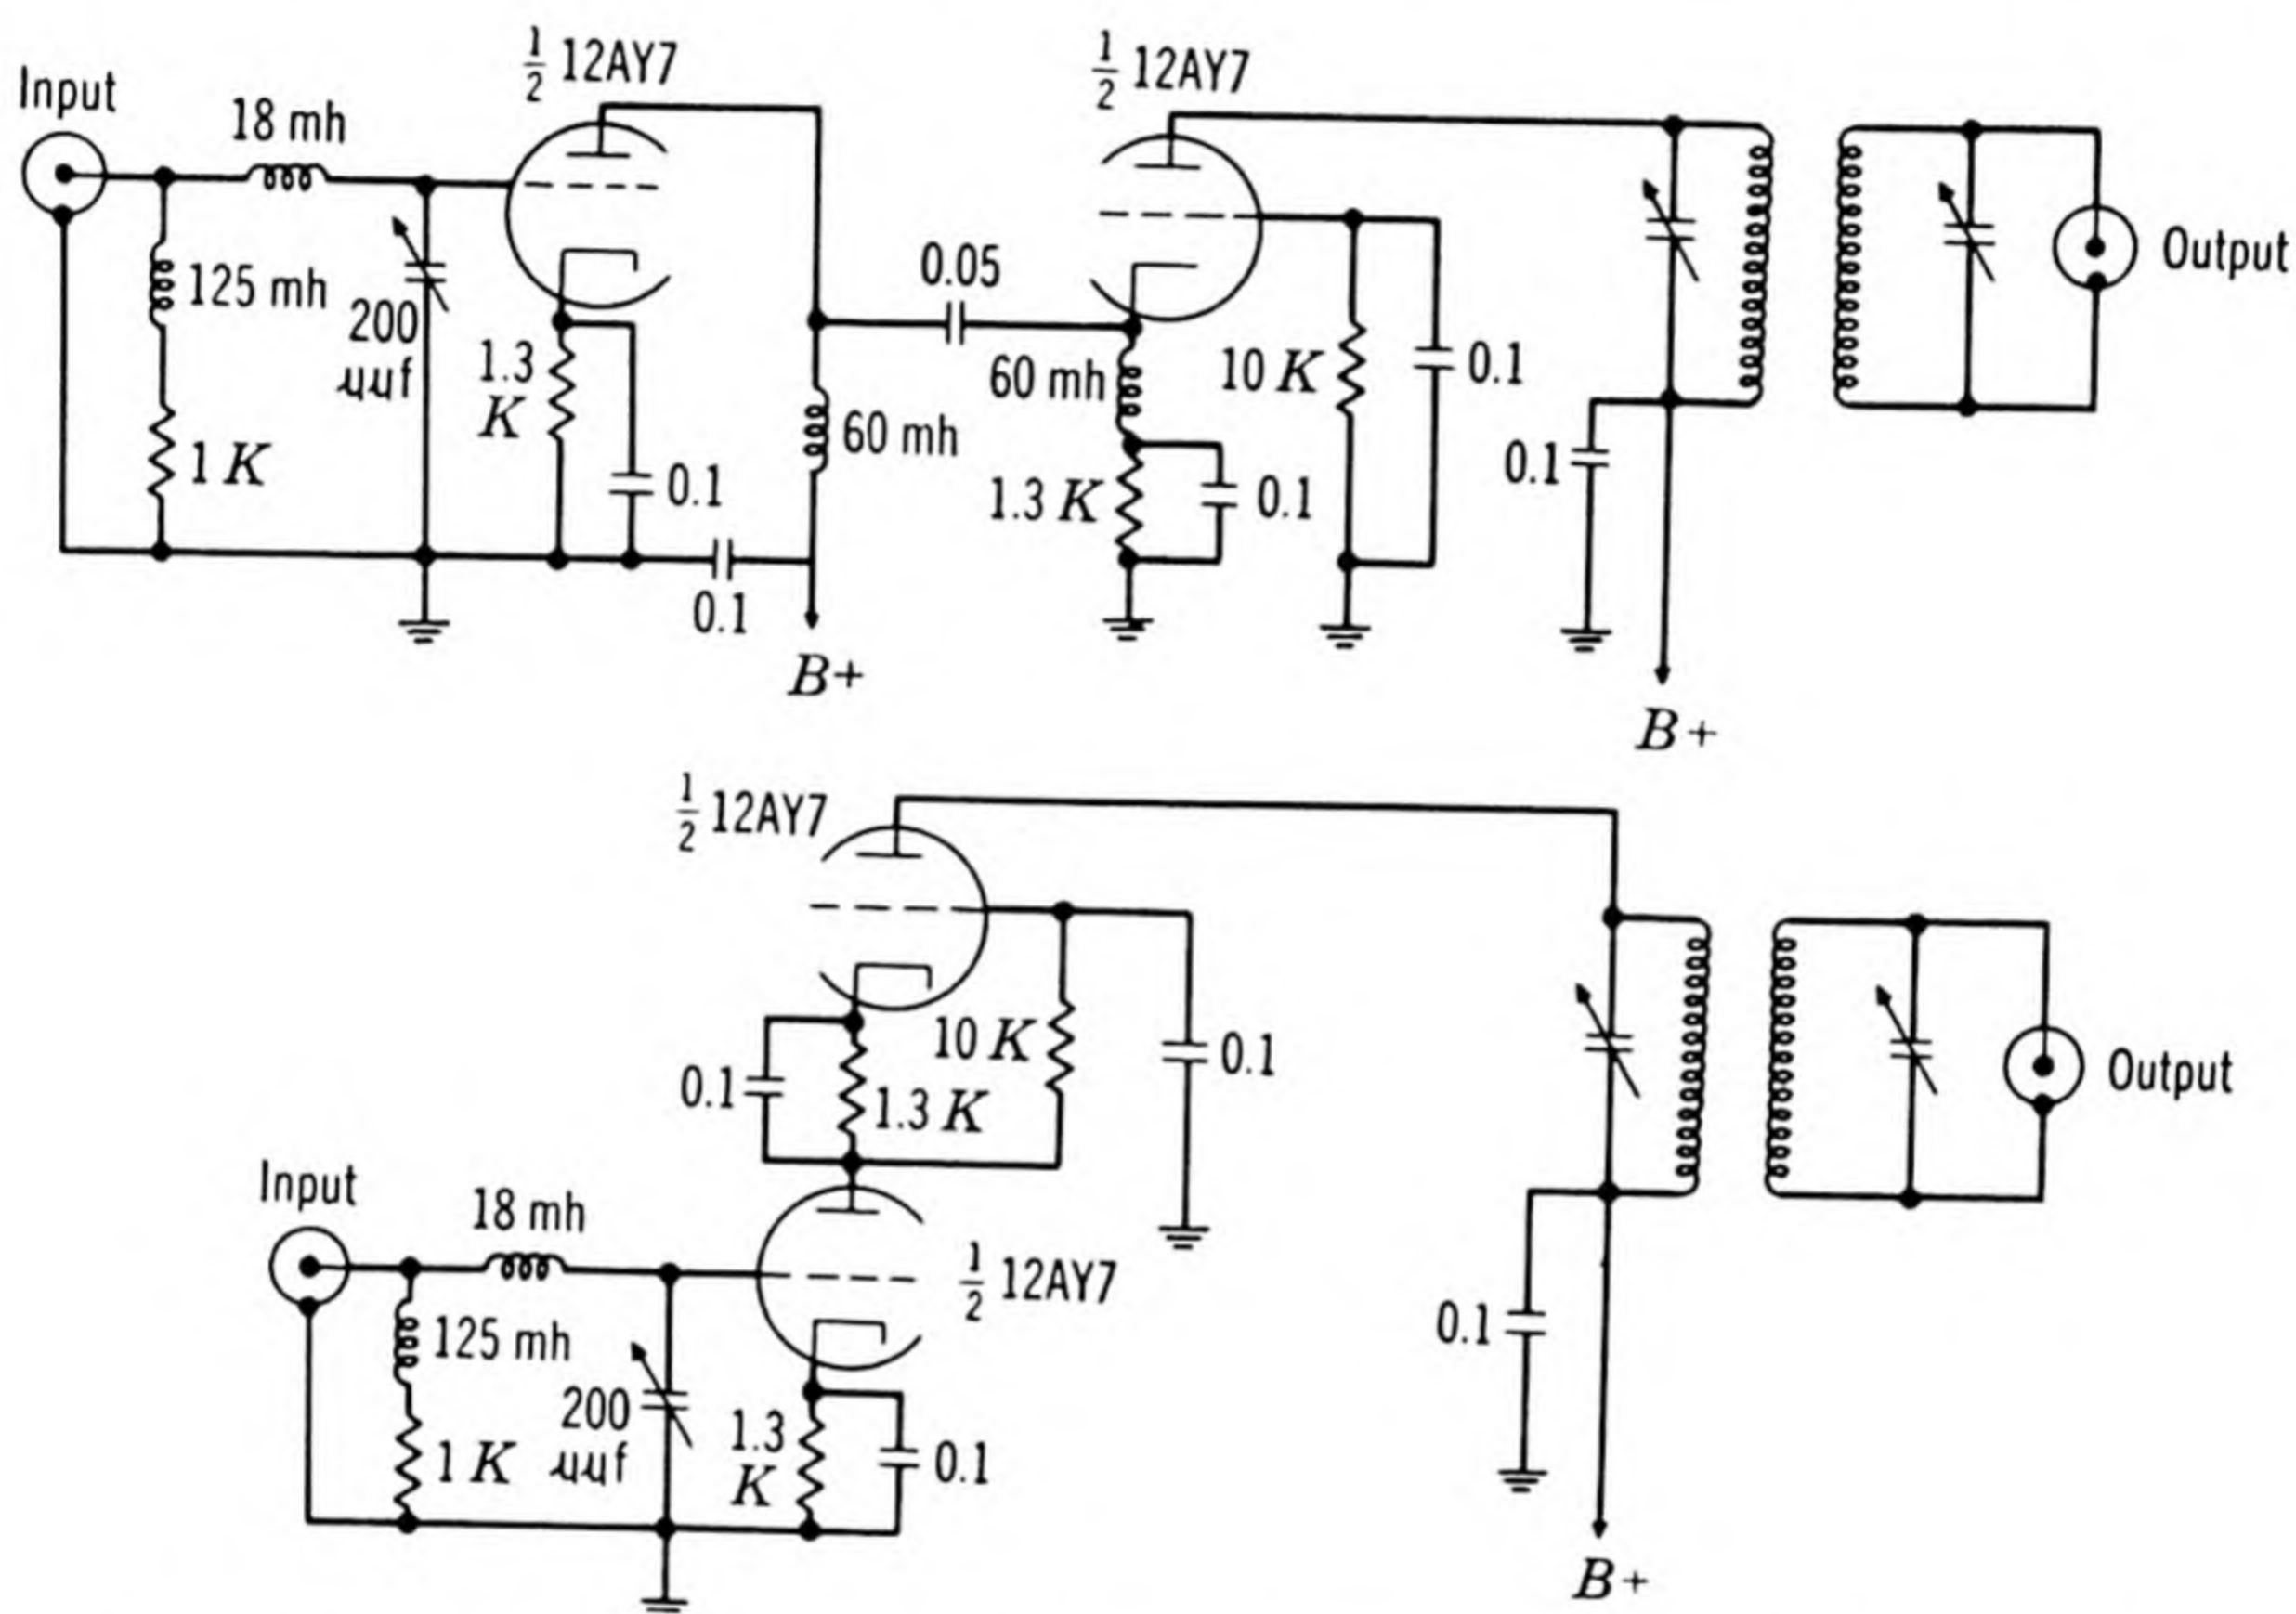 ½ 12AY7
½ 12AY7
Input
18 mh
125 mh
200
µµf
1.3
K
1 K
0.1
0.1
B+
60 mh
0.05
60 mh
1.3 K
0.1
10 K
0.1
0.1
B+
Output
½ 12AY7
0.1
1.3 K
10 K
0.1
Input
18 mh
½ 12AY7
125 mh
200
µµf
1 K
1.3
K
0.1
0.1
B+
Output